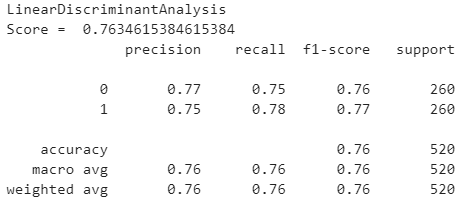 LinearDiscriminantAnalysis
Score =  0.7634615384615384
precision    recall  f1-score   support
0       0.77      0.75      0.76       260
1       0.75      0.78      0.77       260
accuracy                           0.76       520
macro avg       0.76      0.76      0.76       520
weighted avg       0.76      0.76      0.76       520